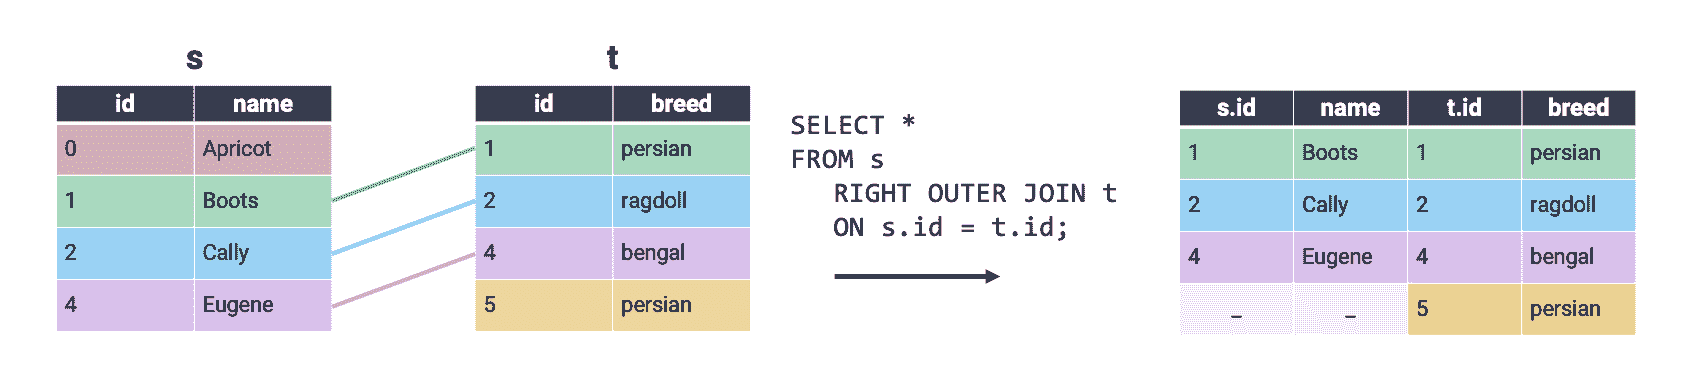 s
id name
0 Apricot
1 Boots
2 Cally
4 Eugene
t
id breed
1 persian
2 ragdoll
4 bengal
5 persian
SELECT *
FROM s
RIGHT OUTER JOIN t
ON s.id = t.id;
s.id name t.id breed
1 Boots 1 persian
2 Cally 2 ragdoll
4 Eugene 4 bengal
_ _ 5 persian